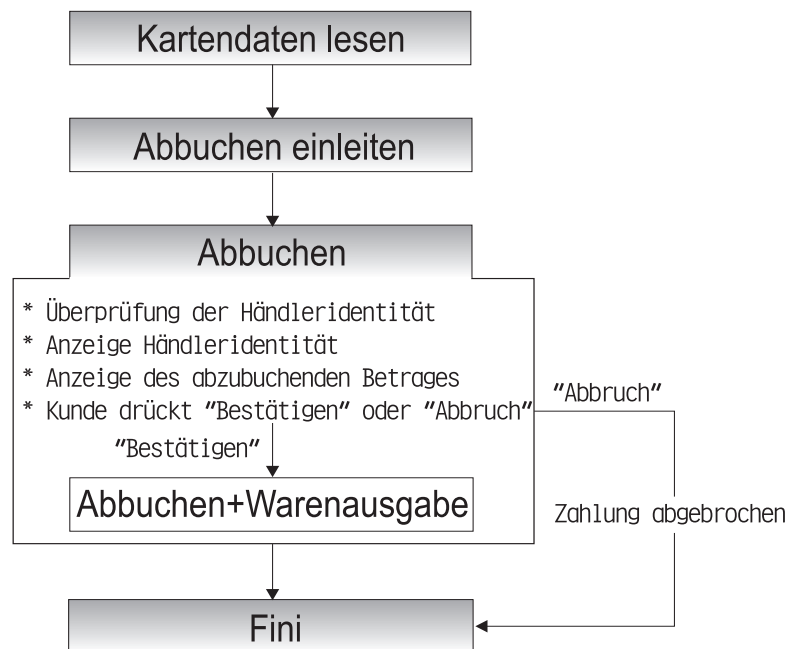 Kartendaten lesen
Abbuchen einleiten
Abbuchen
* Überprüfung der Händleridentität
* Anzeige Händleridentität
* Anzeige des abzubuchenden Betrages
* Kunde drückt "Bestätigen" oder "Abbruch"
"Abbruch"
"Bestätigen"
Abbuchen+Warenausgabe
Zahlung abgebrochen
Fini